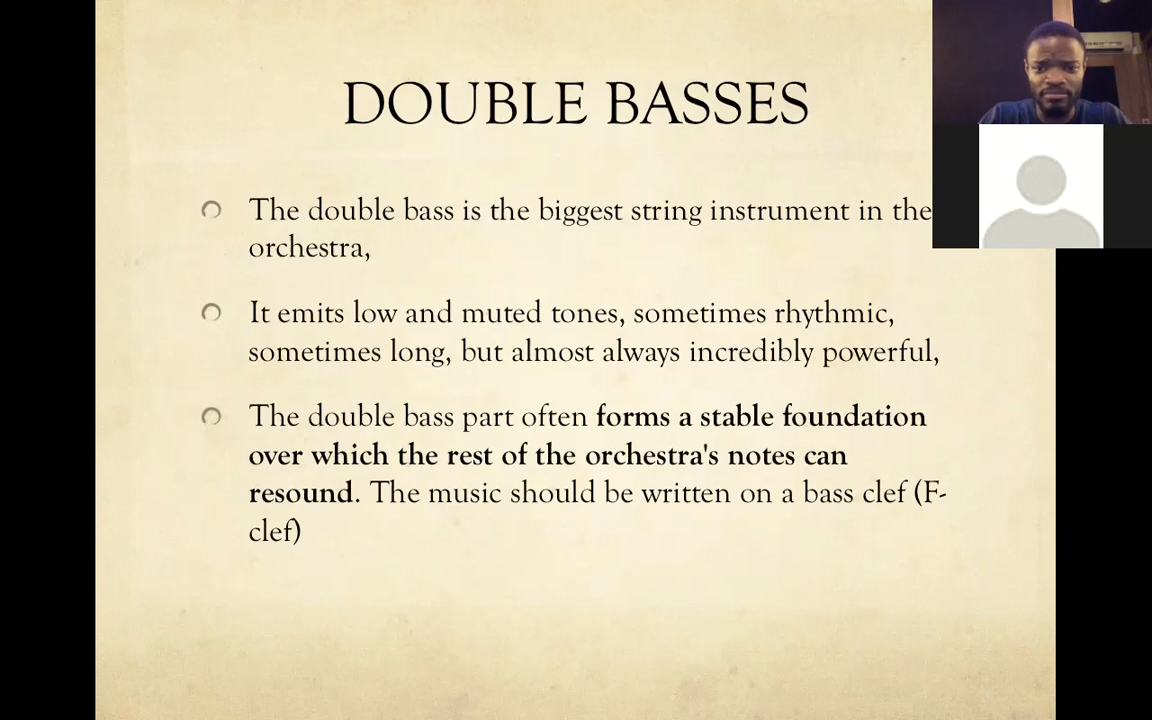 DOUBLE BASSES
The double bass is the biggest string instrument in the
orchestra,
It emits low and muted tones, sometimes rhythmic,
sometimes long, but almost always incredibly powerful,
The double bass part often forms a stable foundation
over which the rest of the orchestra's notes can
resound. The music should be written on a bass clef (F-
clef)